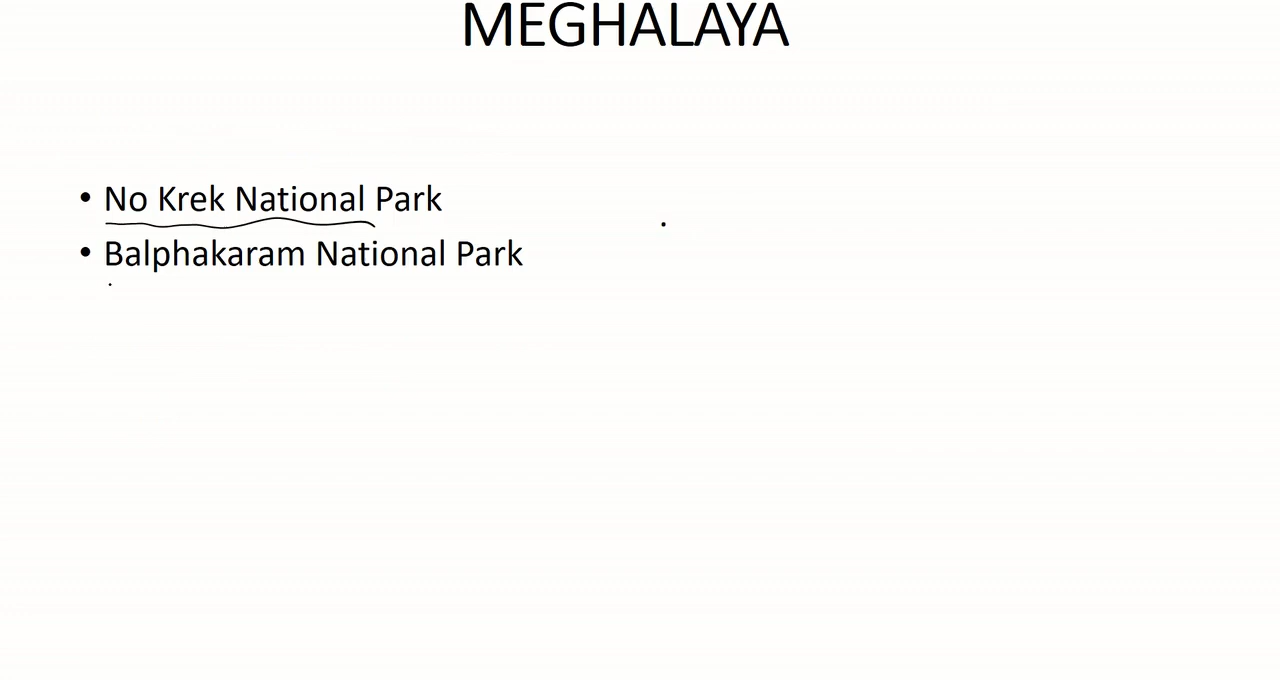 MEGHALAYA
• No Krek National Park
• Balphakaram National Park